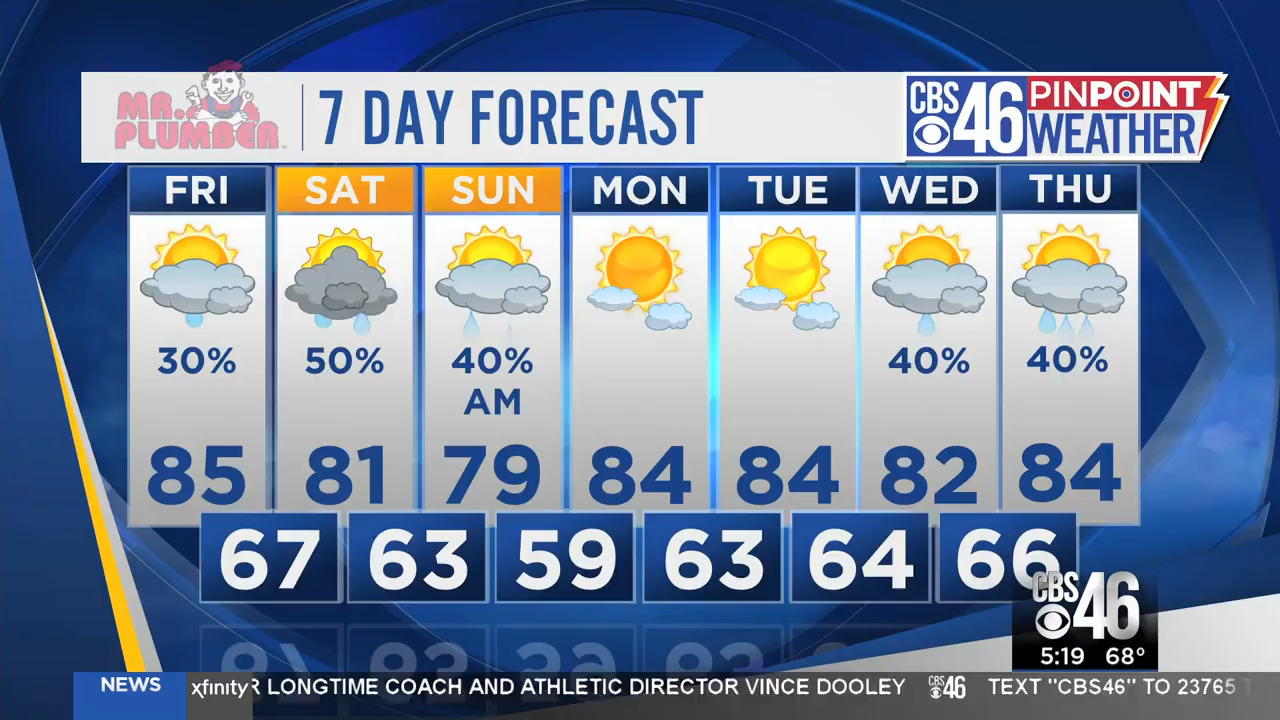 MR. PLUMBER
7 DAY FORECAST
CBS 46 PINPOINT WEATHER
FRI SAT SUN MON TUE WED THU
30% 50% 40% 40% 40%
AM
85 81 79 84 84 82 84
67 63 59 63 64 66
CBS 46
5:19 68°
NEWS xfinity R LONGTIME COACH AND ATHLETIC DIRECTOR VINCE DOOLEY CBS 46 TEXT "CBS46" TO 23765 T